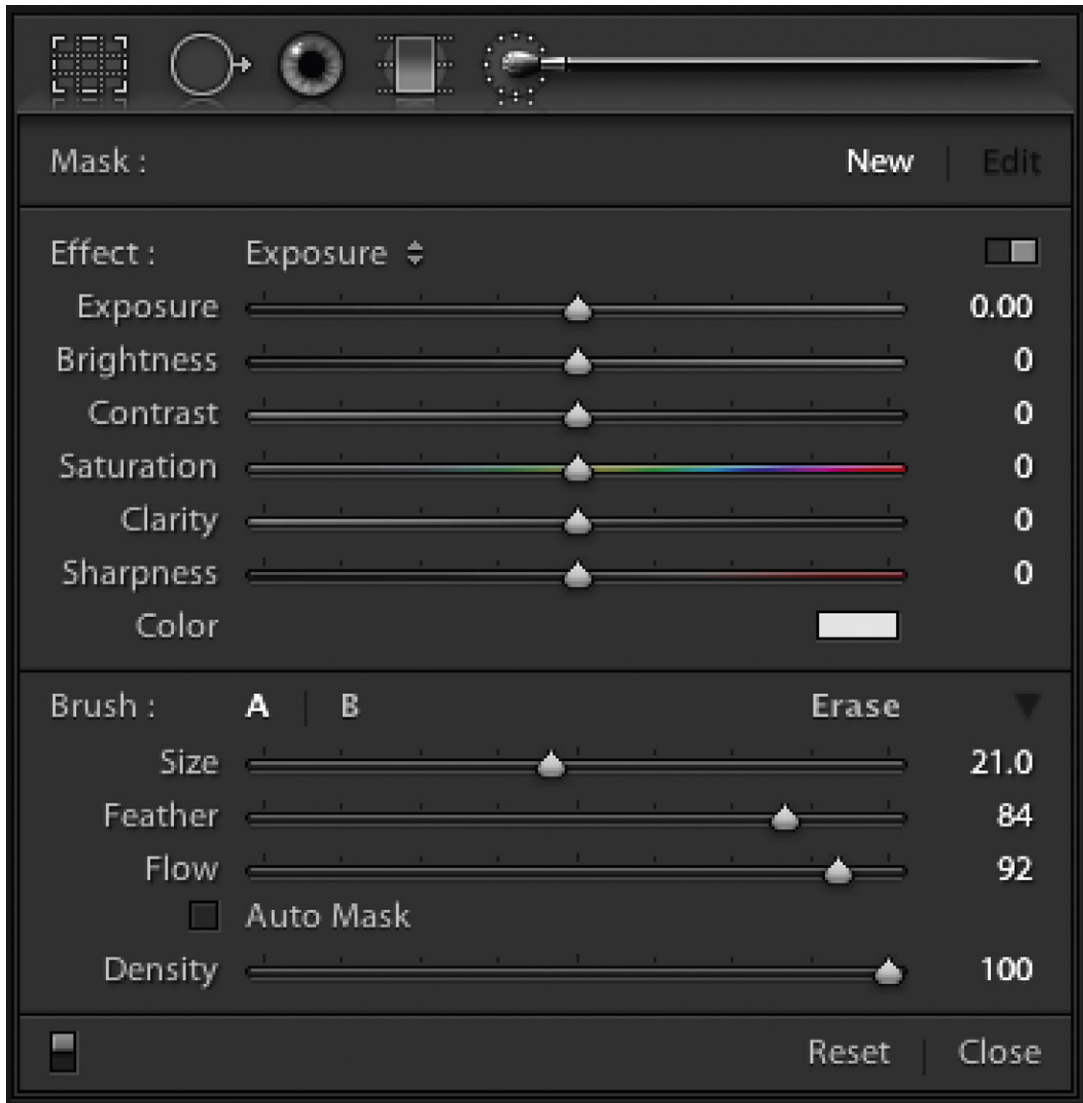 Mask : New | Edit
Effect : Exposure
Exposure 0.00
Brightness 0
Contrast 0
Saturation 0
Clarity 0
Sharpness 0
Color
Brush : A | B Erase
Size 21.0
Feather 84
Flow 92
Auto Mask
Density 100
Reset | Close